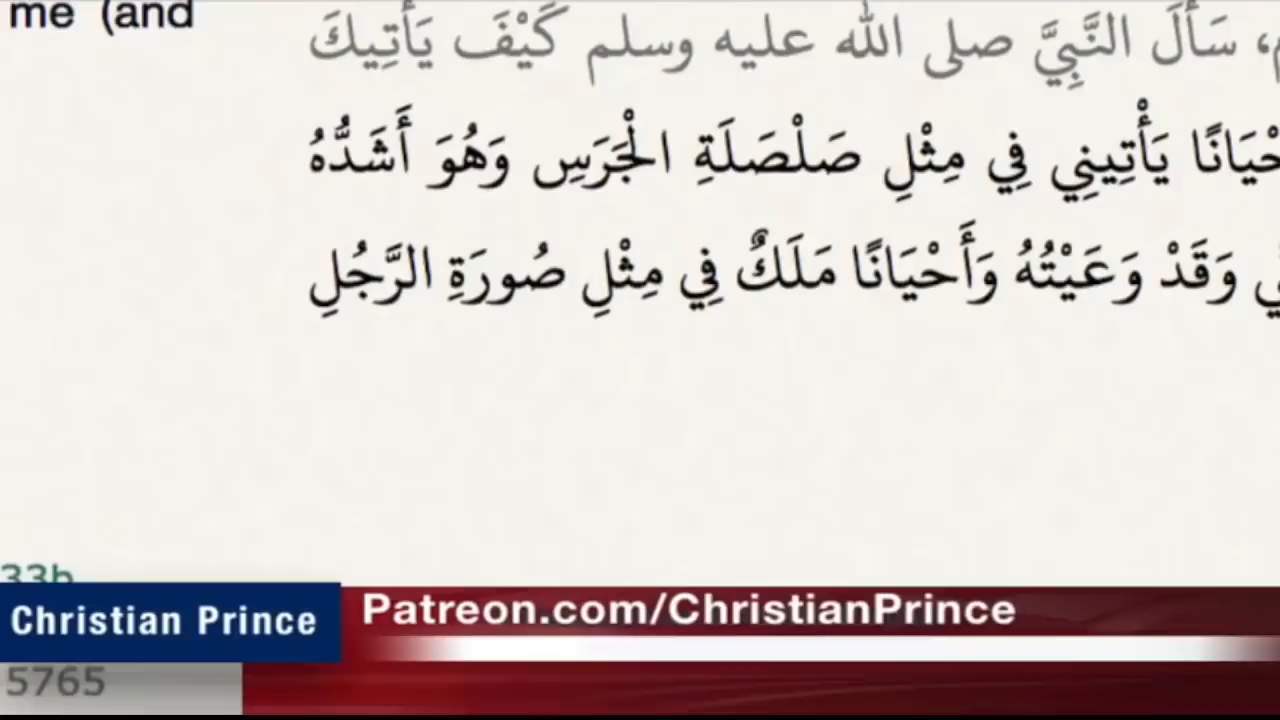 me (and
سَأَلَ النَّبِيَّ صلى الله عليه وسلم كَيْفَ يَأْتِيكَ
يَأْتِينِي فِي مِثْلِ صَلْصَلَةِ الْجَرَسِ وَهُوَ أَشَدُّهُ
وَقَدْ وَعَيْتُهُ وَأَحْيَانًا مَلَكٌ فِي مِثْلِ صُورَةِ الرَّجُلِ
33b
Christian Prince
Patreon.com/ChristianPrince
5765